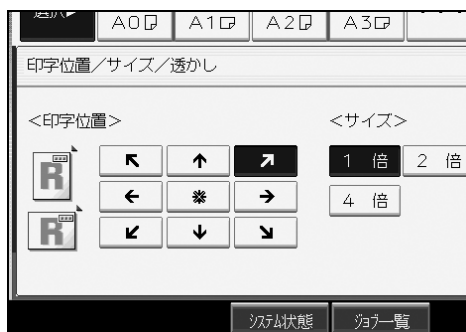 選択▶
A0 A1 A2 A3
印字位置/サイズ/透かし
<印字位置> <サイズ>
R ↖ ↑ ↗ 1 倍 2 倍
← ※ → 4 倍
R ↙ ↓ ↘
システム状態 ジョブ一覧